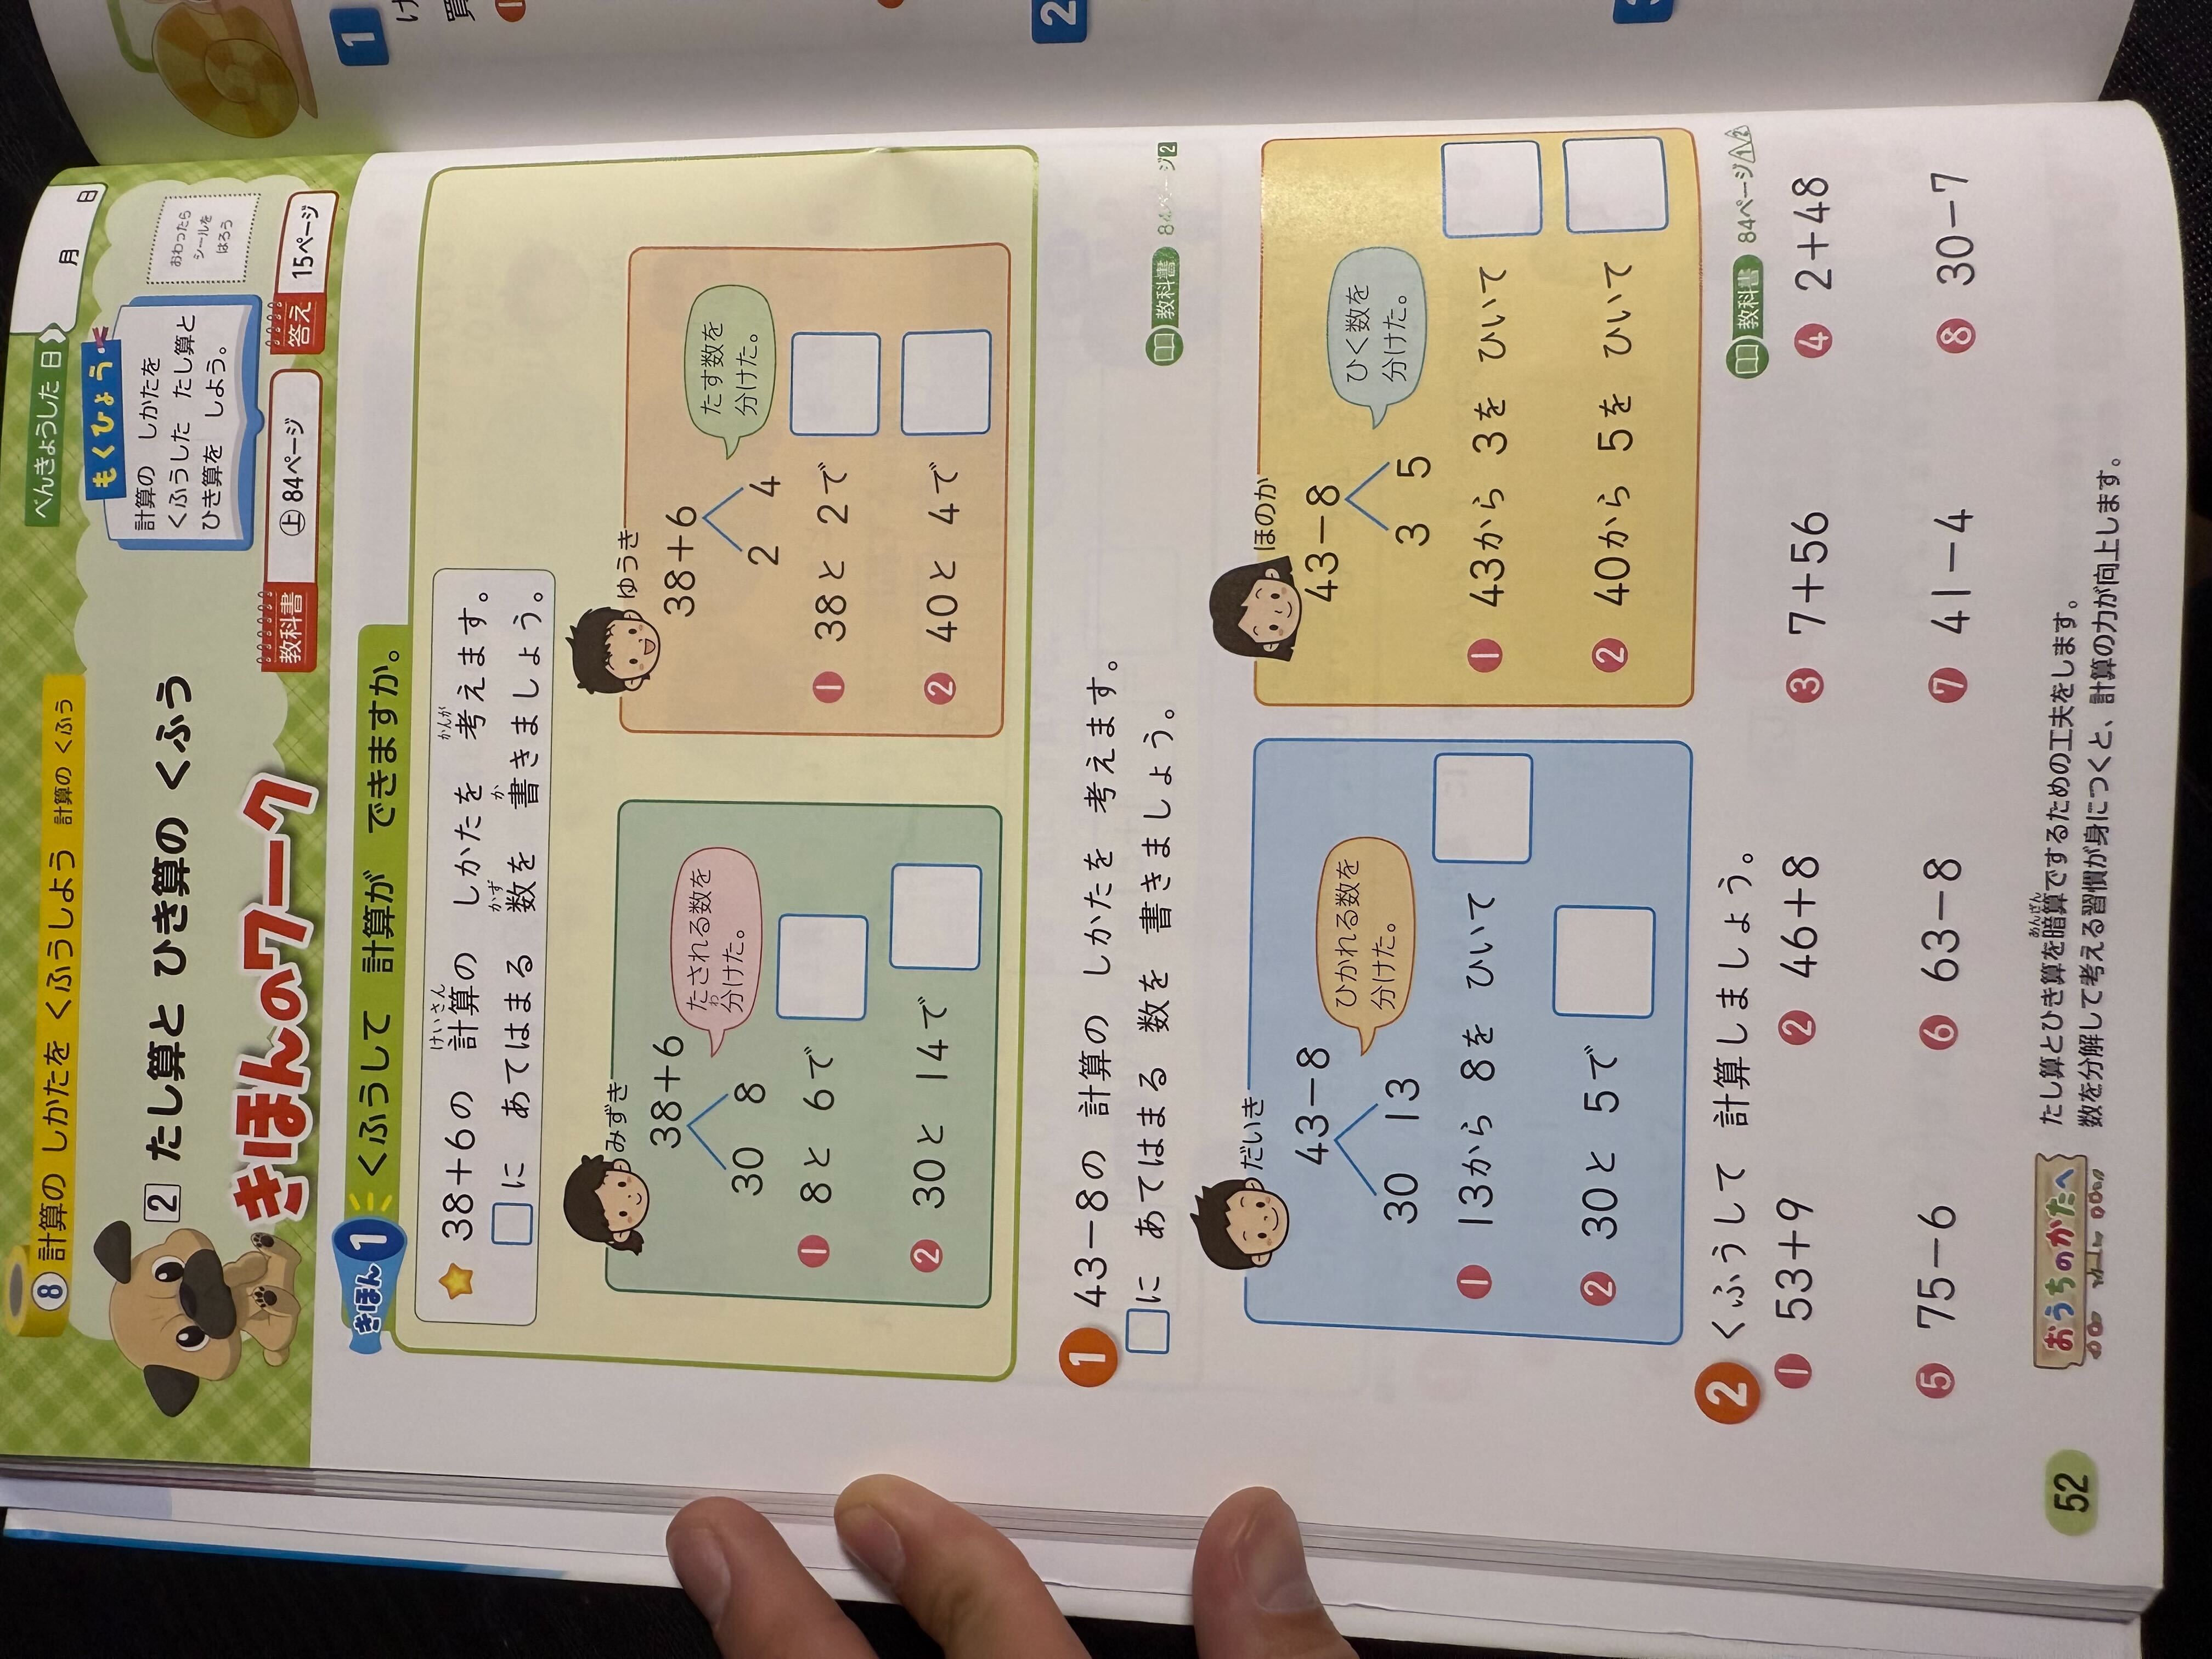 ⑧ 計算の しかたを くふうしよう 計算の くふう
べんきょうした 日
月 日
2 たし算と ひき算の くふう
きほんのワーク
もくひょう
計算の しかたを
くふうした たし算と
ひき算を しよう。
おわったら
シールを
はろう
教科書 上 84ページ
答え 15ページ
きほん 1 くふうして 計算が できますか。
38+6の 計算の しかたを 考えます。
□に あてはまる 数を 書きましょう。
みずき
38+6
30 8
たされる数を
分けた。
❶ 8と 6で
❷ 30と 14で
ゆうき
38+6
2 4
たす数を
分けた。
❶ 38と 2で
❷ 40と 4で
1 43-8の 計算の しかたを 考えます。
□に あてはまる 数を 書きましょう。
教科書 84ページ2
だいき
43-8
30 13
ひかれる数を
分けた。
❶ 13から 8を ひいて
❷ 30と 5で
ほのか
43-8
3 5
ひく数を
分けた。
❶ 43から 3を ひいて
❷ 40から 5を ひいて
2 くふうして 計算しましょう。
教科書 84ページ1 2
❶ 53+9 ❷ 46+8 ❸ 7+56 ❹ 2+48
❺ 75-6 ❻ 63-8 ❼ 41-4 ❽ 30-7
おうちのかたへ
たし算とひき算を暗算でするための工夫をします。
数を分解して考える習慣が身につくと、計算の力が向上します。
52
1
2